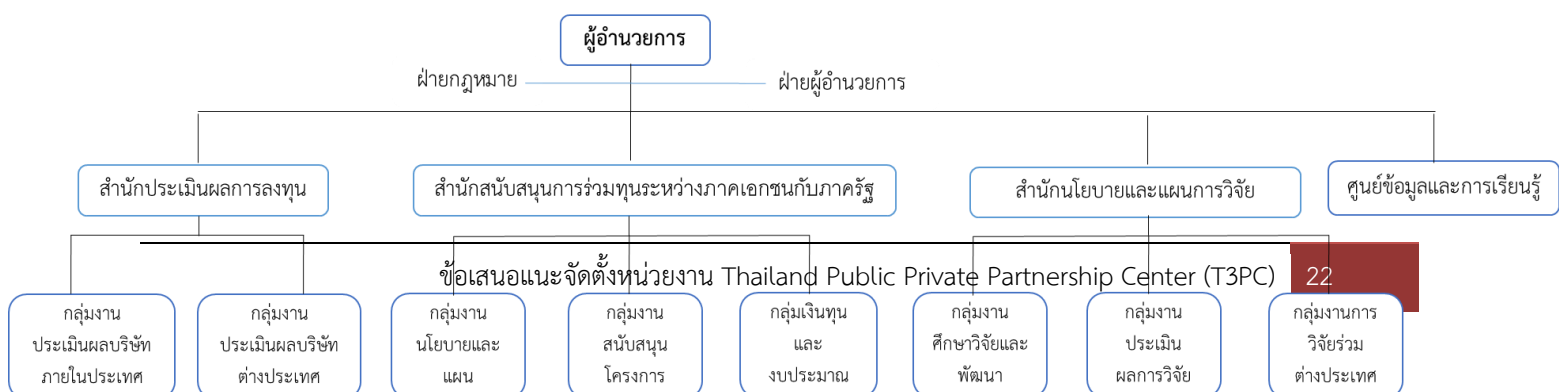 ผู้อำนวยการ
ฝ่ายกฎหมาย
ฝ่ายผู้อำนวยการ
สำนักประเมินผลการลงทุน
สำนักสนับสนุนการร่วมทุนระหว่างภาคเอกชนกับภาครัฐ
สำนักนโยบายและแผนการวิจัย
ศูนย์ข้อมูลและการเรียนรู้
ข้อเสนอแนะจัดตั้งหน่วยงาน Thailand Public Private Partnership Center (T3PC)
22
กลุ่มงาน
ประเมินผลบริษัท
ภายในประเทศ
กลุ่มงาน
ประเมินผลบริษัท
ต่างประเทศ
กลุ่มงาน
นโยบายและ
แผน
กลุ่มงาน
สนับสนุน
โครงการ
กลุ่มเงินทุน
และ
งบประมาณ
กลุ่มงาน
ศึกษาวิจัยและ
พัฒนา
กลุ่มงาน
ประเมิน
ผลการวิจัย
กลุ่มงานการ
วิจัยร่วม
ต่างประเทศ